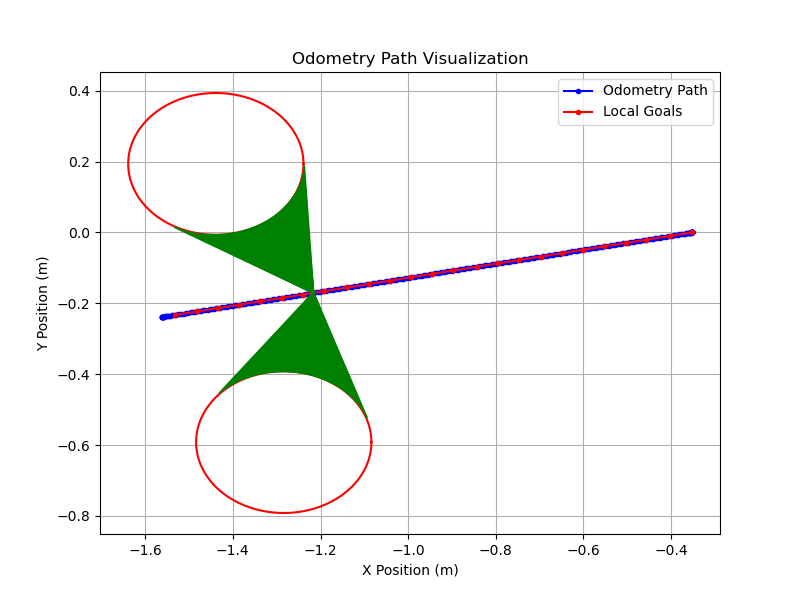 Odometry Path Visualization
Odometry Path
Local Goals
0.4
0.2
0.0
−0.2
−0.4
−0.6
−0.8
Y Position (m)
−1.6 −1.4 −1.2 −1.0 −0.8 −0.6 −0.4
X Position (m)